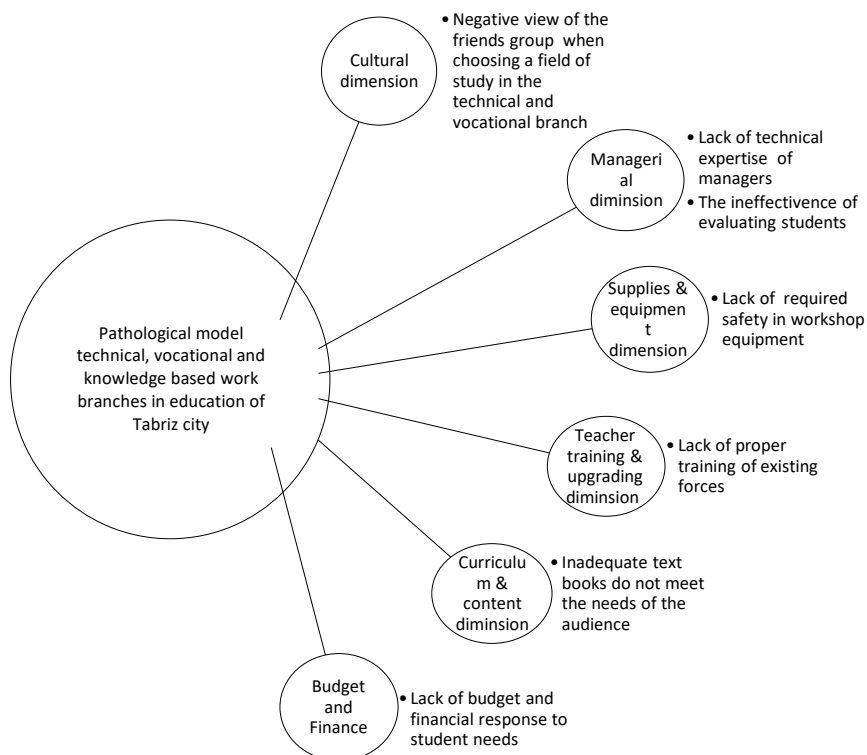 Cultural
dimension
• Negative view of the
friends group when
choosing a field of
study in the
technical and
vocational branch
Manageri
al
diminsion
• Lack of technical
expertise of
managers
• The ineffectivence of
evaluating students
Supplies &
equipmen
t
dimension
• Lack of required
safety in workshop
equipment
Pathological model
technical, vocational and
knowledge based work
branches in education of
Tabriz city
Teacher
training &
upgrading
diminsion
• Lack of proper
training of existing
forces
Curriculu
m &
content
diminsion
• Inadequate text
books do not meet
the needs of the
audience
Budget
and
Finance
• Lack of budget and
financial response to
student needs